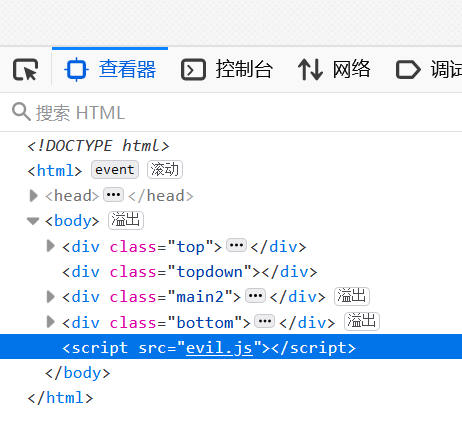 查看器 控制台 网络 调试
搜索 HTML
<!DOCTYPE html>
<html> event 滚动
<head>⋯</head>
<body> 溢出
<div class="top">⋯</div>
<div class="topdown"></div>
<div class="main2">⋯</div> 溢出
<div class="bottom">⋯</div> 溢出
<script src="evil.js"></script>
</body>
</html>